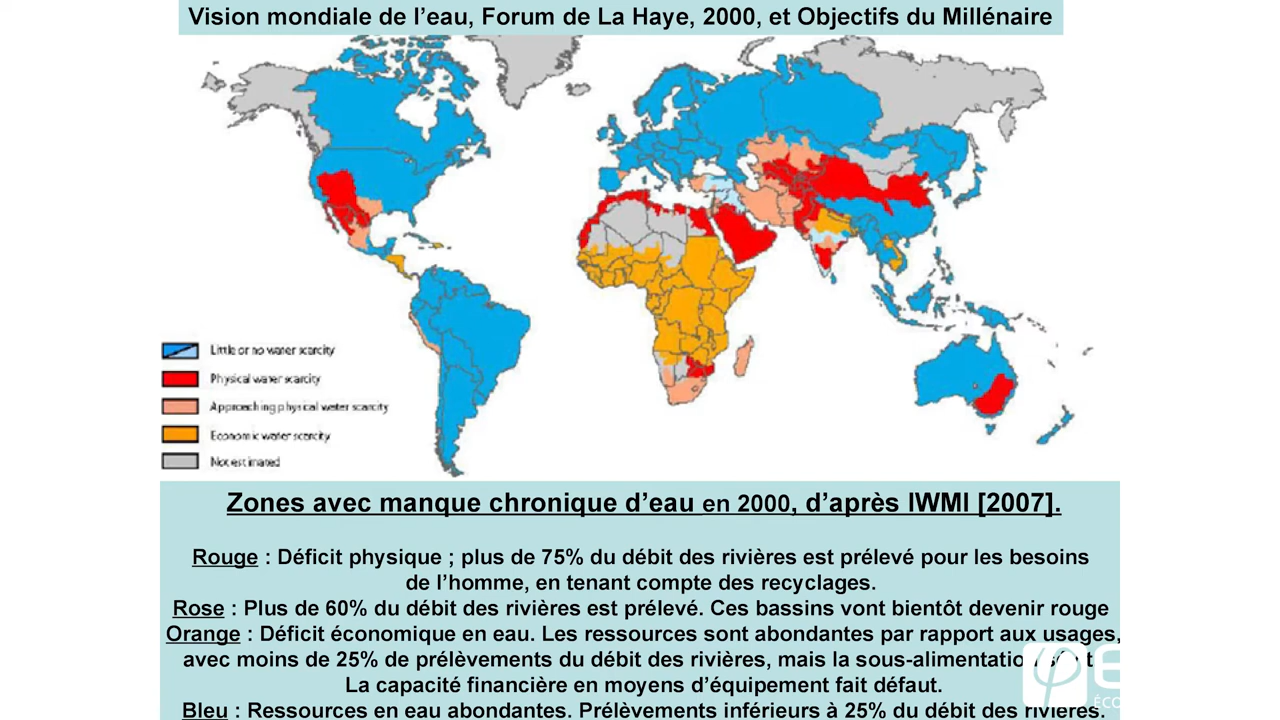 Vision mondiale de l'eau, Forum de La Haye, 2000, et Objectifs du Millénaire
Little or no water scarcity
Physical water scarcity
Approaching physical water scarcity
Economic water scarcity
Not estimated
Zones avec manque chronique d'eau en 2000, d'après IWMI [2007].
Rouge : Déficit physique ; plus de 75% du débit des rivières est prélevé pour les besoins
de l'homme, en tenant compte des recyclages.
Rose : Plus de 60% du débit des rivières est prélevé. Ces bassins vont bientôt devenir rouge
Orange : Déficit économique en eau. Les ressources sont abondantes par rapport aux usages,
avec moins de 25% de prélèvements du débit des rivières, mais la sous-alimentation
La capacité financière en moyens d'équipement fait défaut.
Bleu : Ressources en eau abondantes. Prélèvements inférieurs à 25% du débit des rivières.